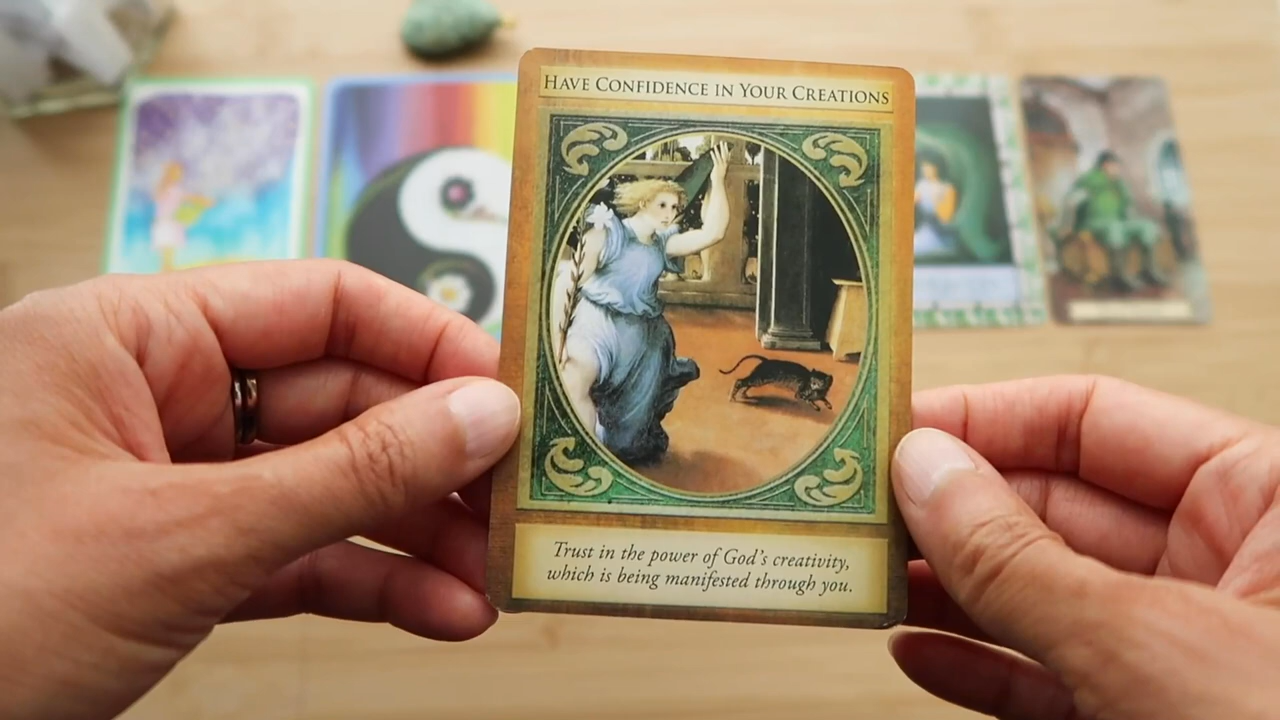 HAVE CONFIDENCE IN YOUR CREATIONS
Trust in the power of God's creativity,
which is being manifested through you.